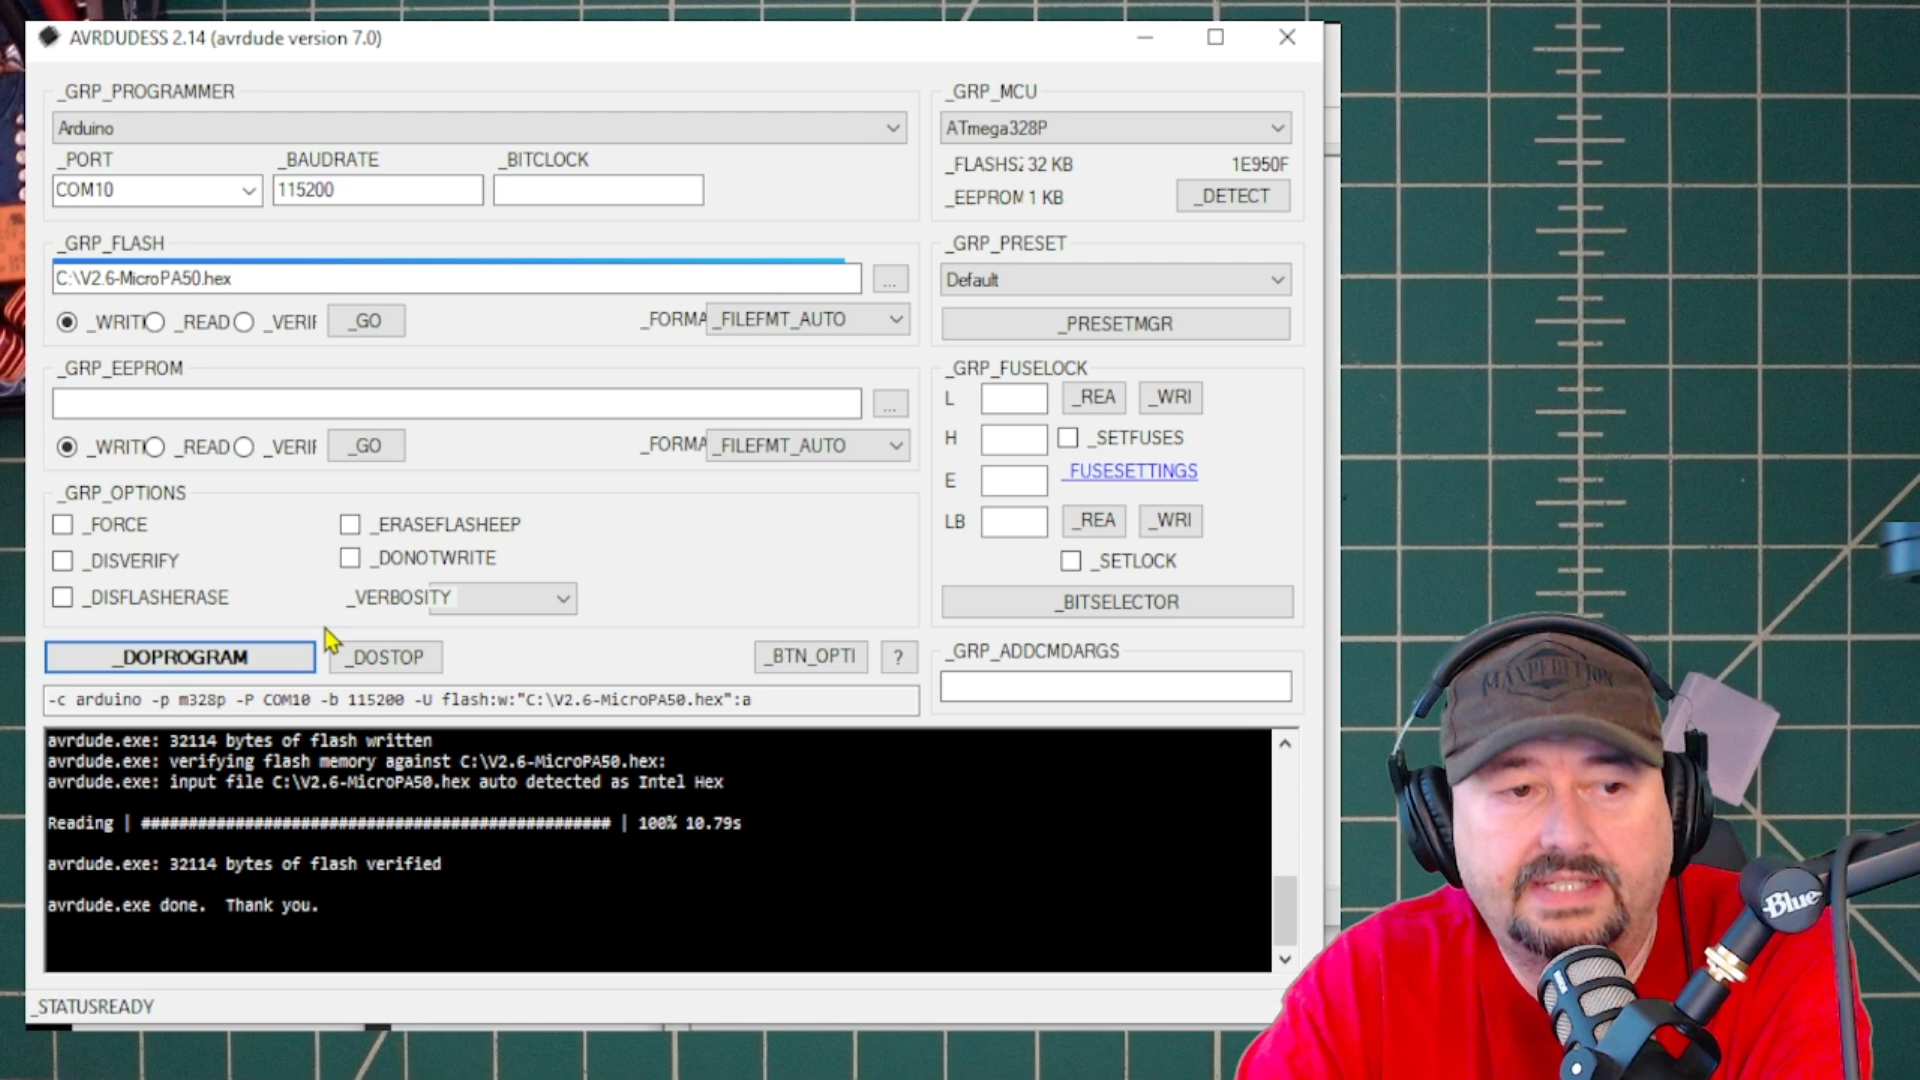 AVRDUDESS 2.14 (avrdude version 7.0)
_GRP_PROGRAMMER
Arduino
_PORT
_BAUDRATE
_BITCLOCK
COM10
115200
_GRP_MCU
ATmega328P
_FLASHSZ 32 KB
1E950F
_EEPROM 1 KB
_DETECT
_GRP_FLASH
C:\V2.6-MicroPA50.hex
...
_WRIT
_READ
_VERIF
_GO
_FORMA
_FILEFMT_AUTO
_GRP_PRESET
Default
_PRESETMGR
_GRP_EEPROM
...
_WRIT
_READ
_VERIF
_GO
_FORMA
_FILEFMT_AUTO
_GRP_FUSELOCK
L
_REA
_WRI
H
_SETFUSES
E
_FUSESETTINGS
LB
_REA
_WRI
_SETLOCK
_BITSELECTOR
_GRP_OPTIONS
_FORCE
_ERASEFLASHEEP
_DISVERIFY
_DONOTWRITE
_DISFLASHERASE
_VERBOSITY
_DOPROGRAM
_DOSTOP
_BTN_OPTI
?
_GRP_ADDCMDARGS
-c arduino -p m328p -P COM10 -b 115200 -U flash:w:"C:\V2.6-MicroPA50.hex":a
avrdude.exe: 32114 bytes of flash written
avrdude.exe: verifying flash memory against C:\V2.6-MicroPA50.hex:
avrdude.exe: input file C:\V2.6-MicroPA50.hex auto detected as Intel Hex
Reading | ################################################## | 100% 10.79s
avrdude.exe: 32114 bytes of flash verified
avrdude.exe done.  Thank you.
_STATUSREADY
MAXPEDITION
Blue